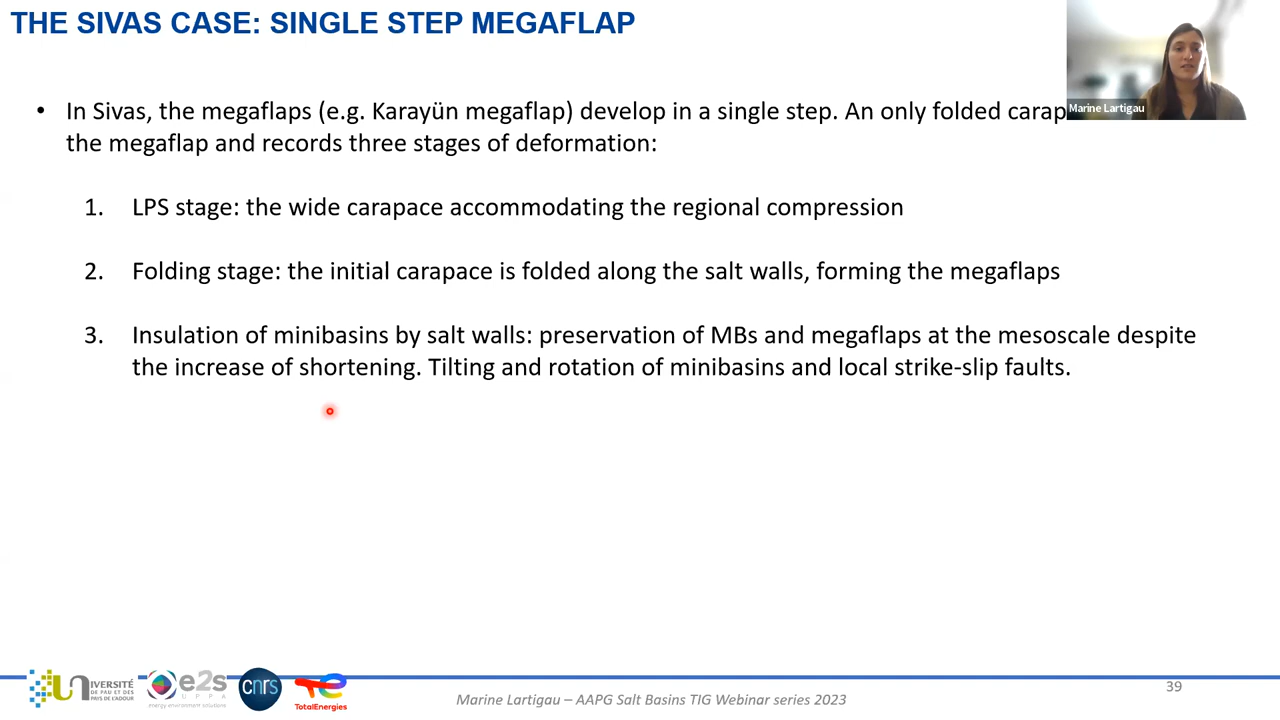 THE SIVAS CASE: SINGLE STEP MEGAFLAP
Marine Lartigau
• In Sivas, the megaflaps (e.g. Karayün megaflap) develop in a single step. An only folded carap
the megaflap and records three stages of deformation:
1. LPS stage: the wide carapace accommodating the regional compression
2. Folding stage: the initial carapace is folded along the salt walls, forming the megaflaps
3. Insulation of minibasins by salt walls: preservation of MBs and megaflaps at the mesoscale despite
the increase of shortening. Tilting and rotation of minibasins and local strike-slip faults.
UNIVERSITÉ
DE PAU ET DES
PAYS DE L'ADOUR
e2s
UPPA
energy environment solutions
cnrs
TotalEnergies
Marine Lartigau – AAPG Salt Basins TIG Webinar series 2023
39